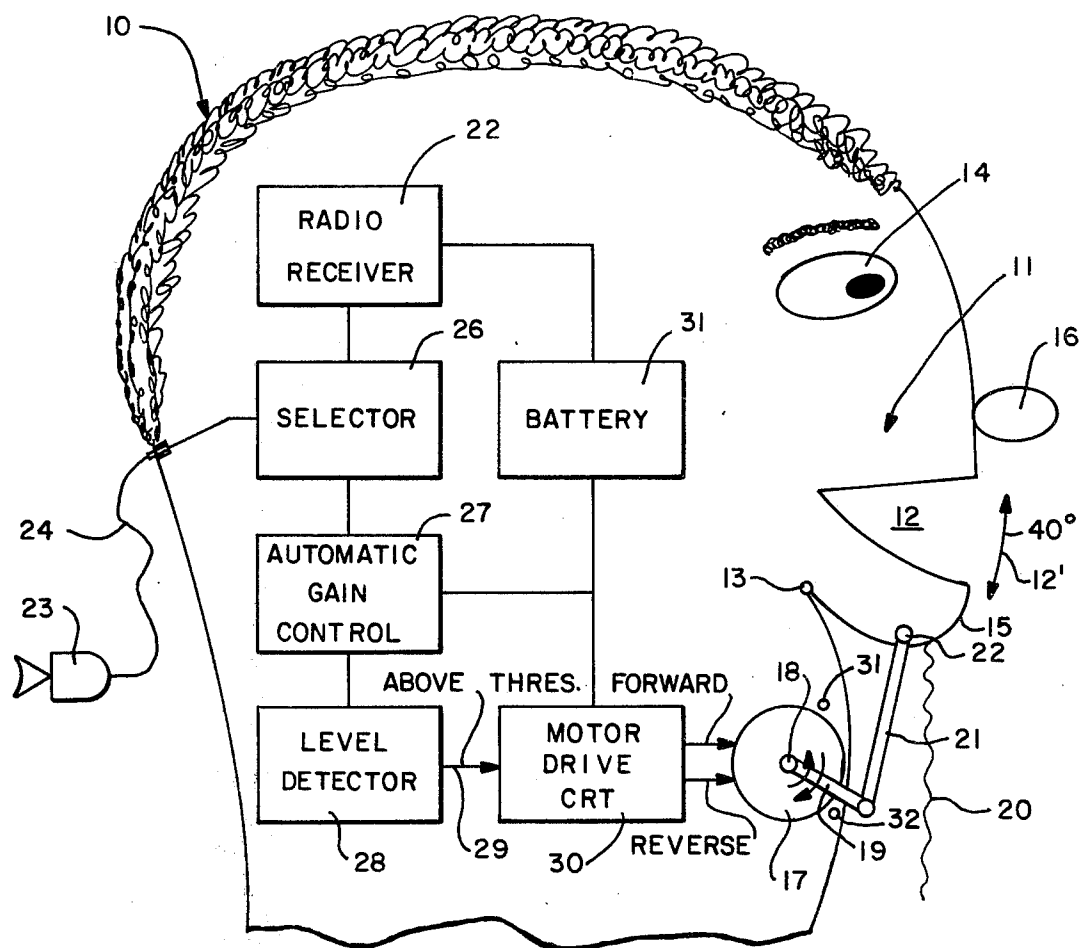 10
22
14
RADIO
RECEIVER
11
26
31
16
SELECTOR
BATTERY
24
27
12
40°
12'
AUTOMATIC
GAIN
CONTROL
13
23
15
22
ABOVE THRES.
FORWARD
18
31
LEVEL
DETECTOR
MOTOR
DRIVE
CRT
21
20
28
29
30
REVERSE
17
19
32